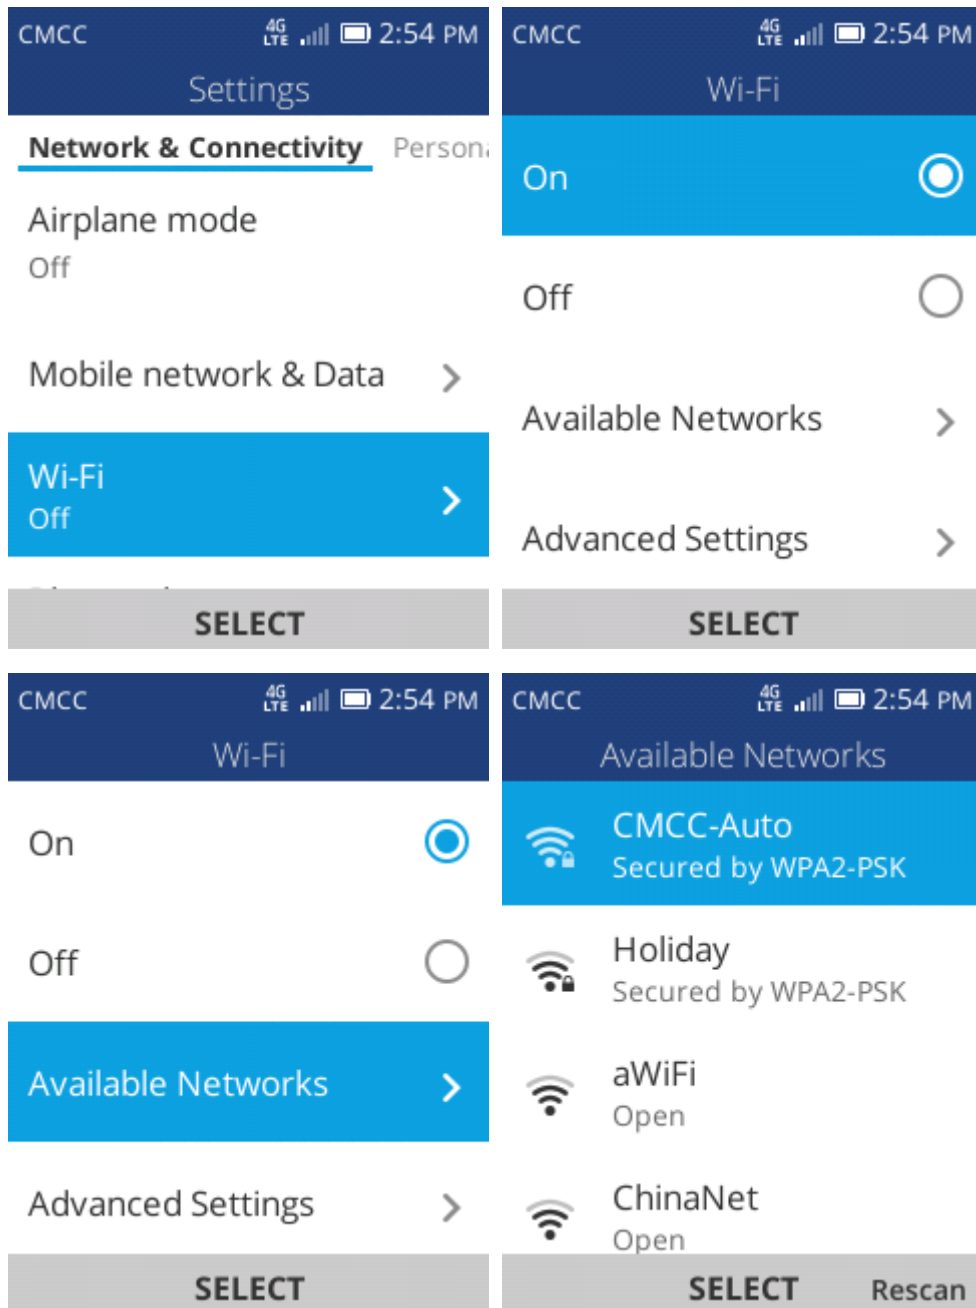 CMCC 4G LTE 2:54 PM
Settings
Network & Connectivity Persona
Airplane mode
Off
Mobile network & Data
Wi-Fi
Off
SELECT
CMCC 4G LTE 2:54 PM
Wi-Fi
On
Off
Available Networks
Advanced Settings
SELECT
CMCC 4G LTE 2:54 PM
Wi-Fi
On
Off
Available Networks
Advanced Settings
SELECT
CMCC 4G LTE 2:54 PM
Available Networks
CMCC-Auto
Secured by WPA2-PSK
Holiday
Secured by WPA2-PSK
aWiFi
Open
ChinaNet
Open
SELECT Rescan